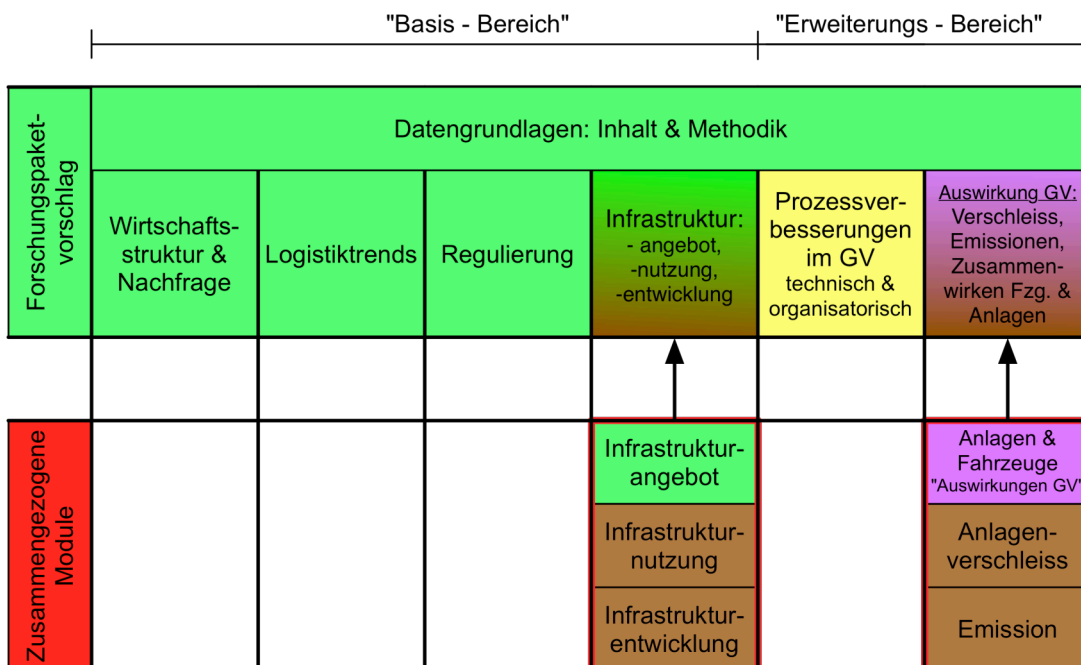 "Basis - Bereich"
"Erweiterungs - Bereich"
Forschungspaket-
vorschlag
Datengrundlagen: Inhalt & Methodik
Wirtschafts-
struktur &
Nachfrage
Logistiktrends
Regulierung
Infrastruktur:
- angebot,
-nutzung,
-entwicklung
Prozessver-
besserungen
im GV
technisch &
organisatorisch
Auswirkung GV:
Verschleiss,
Emissionen,
Zusammen-
wirken Fzg. &
Anlagen
Zusammengezogene
Module
Infrastruktur-
angebot
Infrastruktur-
nutzung
Infrastruktur-
entwicklung
Anlagen &
Fahrzeuge
"Auswirkungen GV"
Anlagen-
verschleiss
Emission